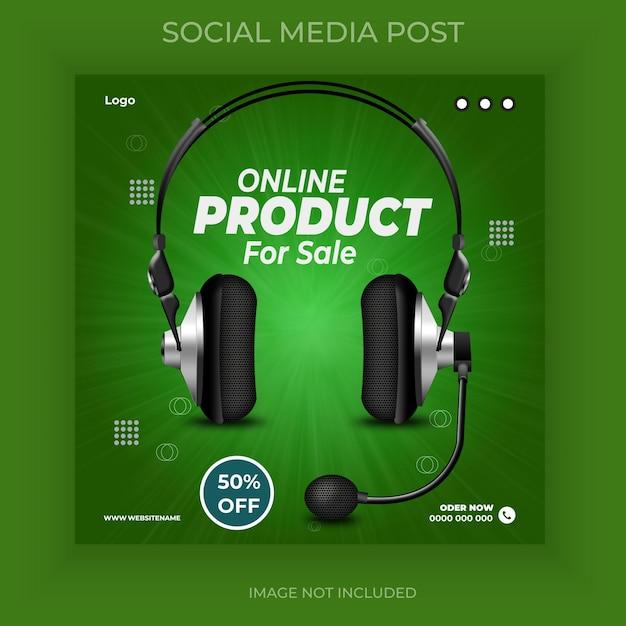 SOCIAL MEDIA POST
Logo
ONLINE
PRODUCT
For Sale
50%
OFF
WWW.WEBSITENAME
ODER NOW
0000 000 000
IMAGE NOT INCLUDED